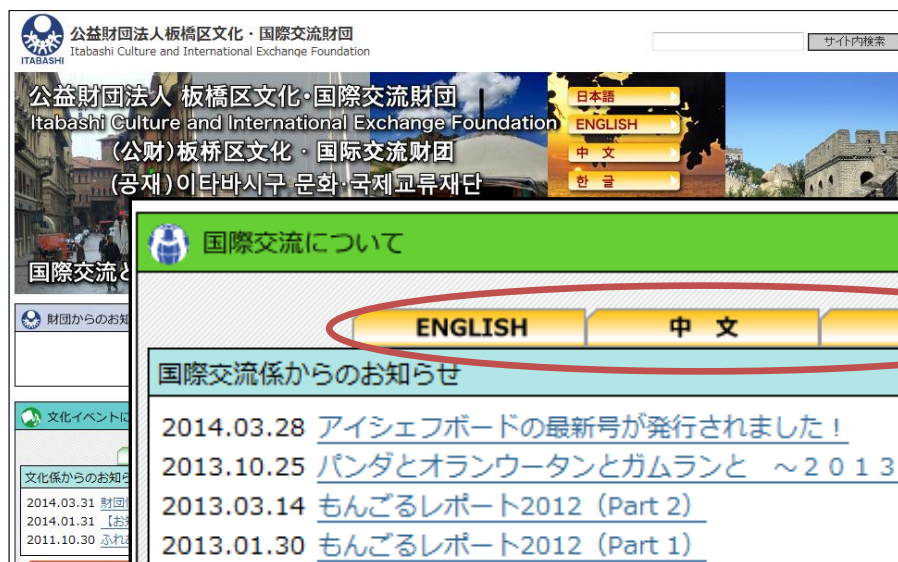 公益財団法人板橋区文化・国際交流財団
Itabashi Culture and International Exchange Foundation
ITABASHI
サイト内検索
公益財団法人 板橋区文化・国際交流財団
Itabashi Culture and International Exchange Foundation
(公财)板桥区文化・国际交流财团
(공재)이타바시구 문화·국제교류재단
日本語
ENGLISH
中 文
한 글
国際交流と
財団からのお知
文化イベントに
文化係からのお知ら
2014.03.31 財団
2014.01.31 【お
2011.10.30 ふれ
国際交流について
ENGLISH
中 文
国際交流係からのお知らせ
2014.03.28 アイシェフボードの最新号が発行されました！
2013.10.25 パンダとオランウータンとガムランと ～２０１３
2013.03.14 もんごるレポート2012（Part 2）
2013.01.30 もんごるレポート2012（Part 1）